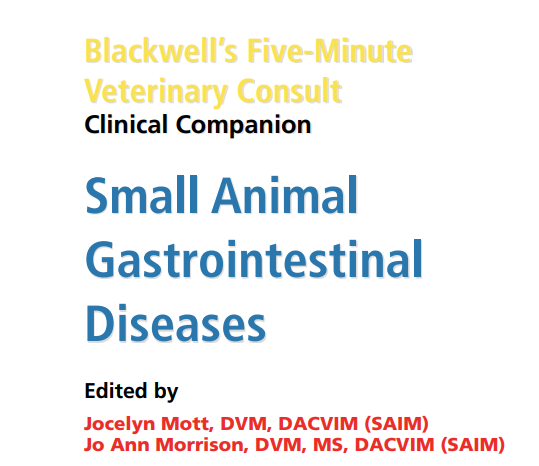 Blackwell’s Five-Minute
Veterinary Consult
Clinical Companion
Small Animal
Gastrointestinal
Diseases
Edited by
Jocelyn Mott, DVM, DACVIM (SAIM)
Jo Ann Morrison, DVM, MS, DACVIM (SAIM)